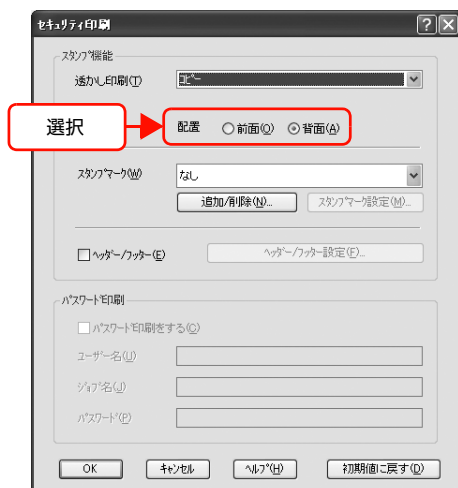 セキュリティ印刷
スタンプ機能
透かし印刷(T)
コピー
選択
配置 前面(O) 背面(A)
スタンプマーク(W)
なし
追加/削除(N)... スタンプマーク設定(M)...
ヘッダー/フッター(E) ヘッダー/フッター設定(F)...
パスワード印刷
パスワード印刷をする(C)
ユーザー名(U)
ジョブ名(J)
パスワード(P)
OK キャンセル ヘルプ(H) 初期値に戻す(D)